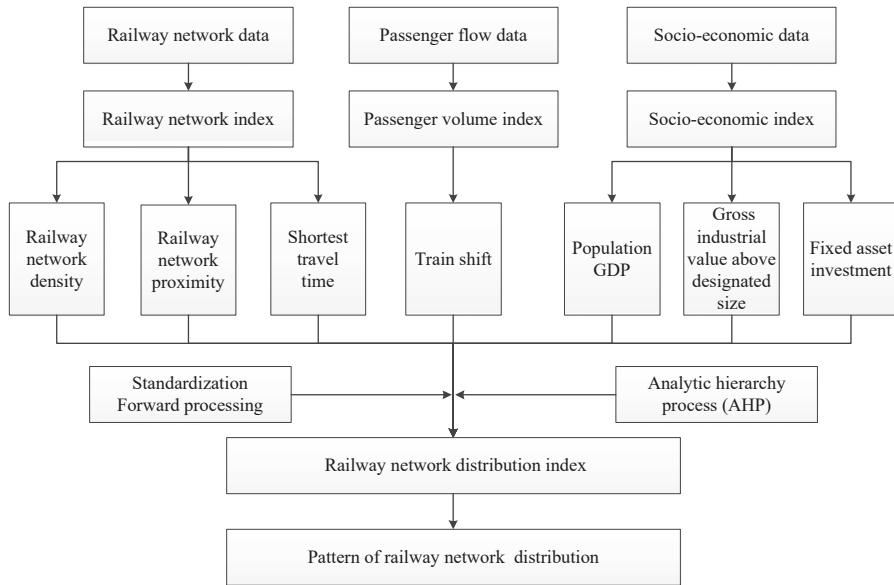 Railway network data
Passenger flow data
Socio-economic data
Railway network index
Passenger volume index
Socio-economic index
Railway
network
density
Railway
network
proximity
Shortest
travel
time
Train shift
Population
GDP
Gross
industrial
value above
designated
size
Fixed asset
investment
Standardization
Forward processing
Analytic hierarchy
process (AHP)
Railway network distribution index
Pattern of railway network distribution